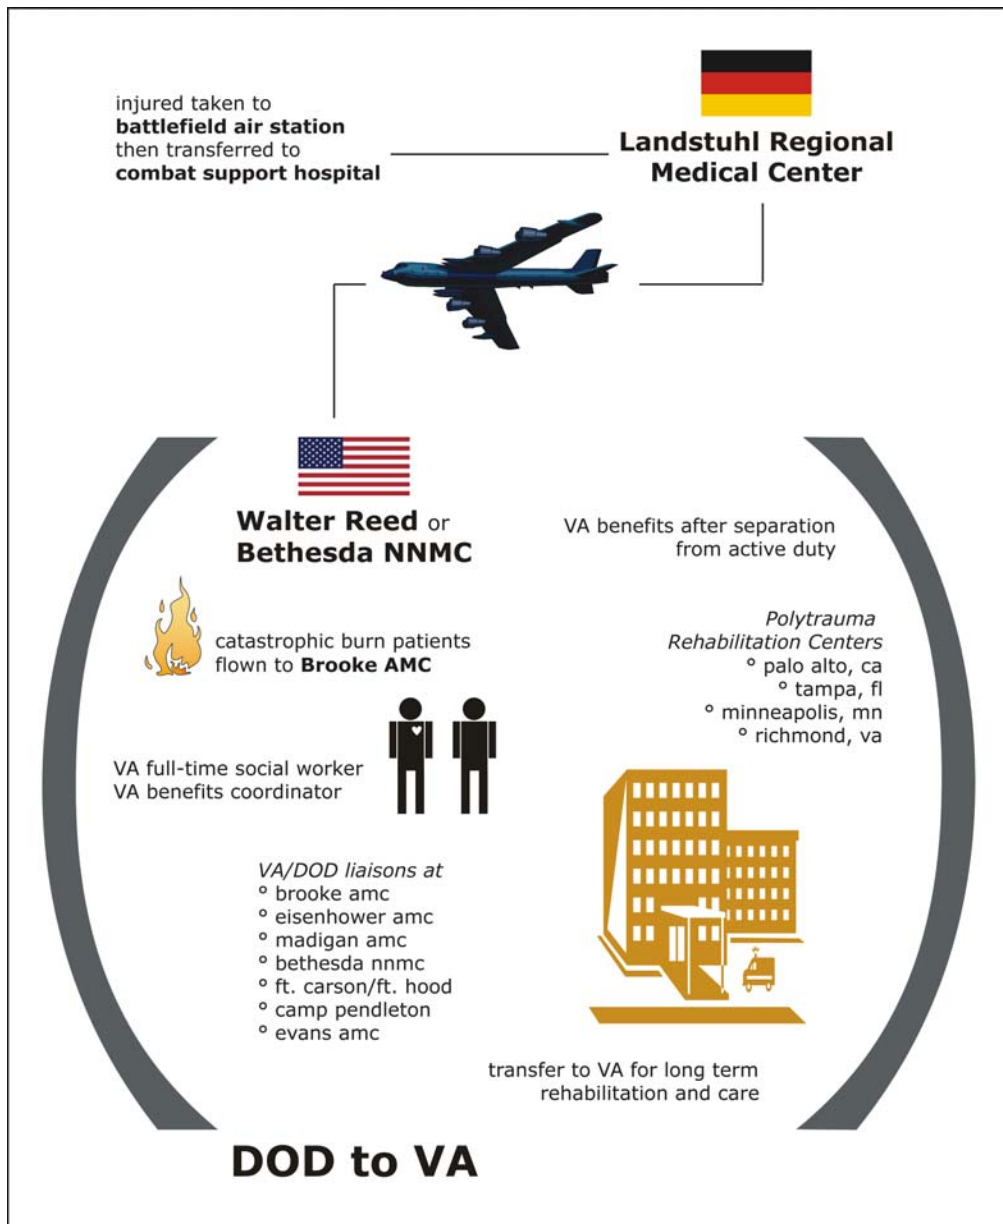 injured taken to
battlefield air station
then transferred to
combat support hospital
Landstuhl Regional
Medical Center
Walter Reed or
Bethesda NNMC
catastrophic burn patients
flown to Brooke AMC
VA full-time social worker
VA benefits coordinator
VA/DOD liaisons at
° brooke amc
° eisenhower amc
° madigan amc
° bethesda nnmc
° ft. carson/ft. hood
° camp pendleton
° evans amc
VA benefits after separation
from active duty
Polytrauma
Rehabilitation Centers
° palo alto, ca
° tampa, fl
° minneapolis, mn
° richmond, va
transfer to VA for long term
rehabilitation and care
DOD to VA